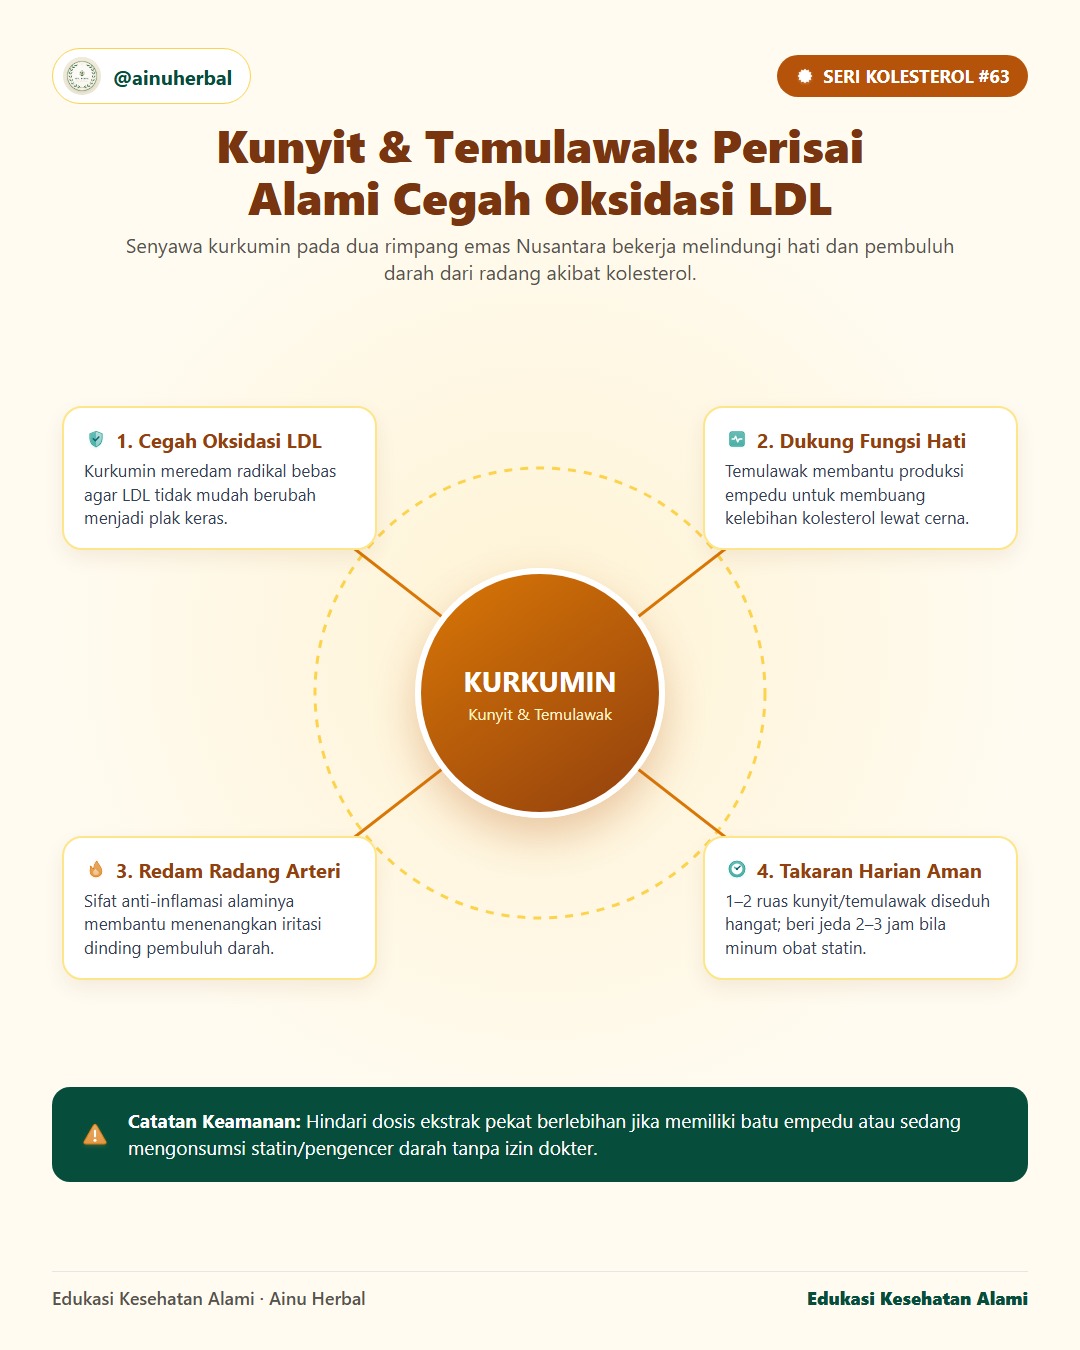 @ainuherbal
SERI KOLESTEROL #63
Kunyit & Temulawak: Perisai
Alami Cegah Oksidasi LDL
Senyawa kurkumin pada dua rimpang emas Nusantara bekerja melindungi hati dan pembuluh
darah dari radang akibat kolesterol.
1. Cegah Oksidasi LDL
Kurkumin meredam radikal bebas
agar LDL tidak mudah berubah
menjadi plak keras.
2. Dukung Fungsi Hati
Temulawak membantu produksi
empedu untuk membuang
kelebihan kolesterol lewat cerna.
KURKUMIN
Kunyit & Temulawak
3. Redam Radang Arteri
Sifat anti-inflamasi alaminya
membantu menenangkan iritasi
dinding pembuluh darah.
4. Takaran Harian Aman
1–2 ruas kunyit/temulawak diseduh
hangat; beri jeda 2–3 jam bila
minum obat statin.
Catatan Keamanan: Hindari dosis ekstrak pekat berlebihan jika memiliki batu empedu atau sedang
mengonsumsi statin/pengencer darah tanpa izin dokter.
Edukasi Kesehatan Alami · Ainu Herbal
Edukasi Kesehatan Alami